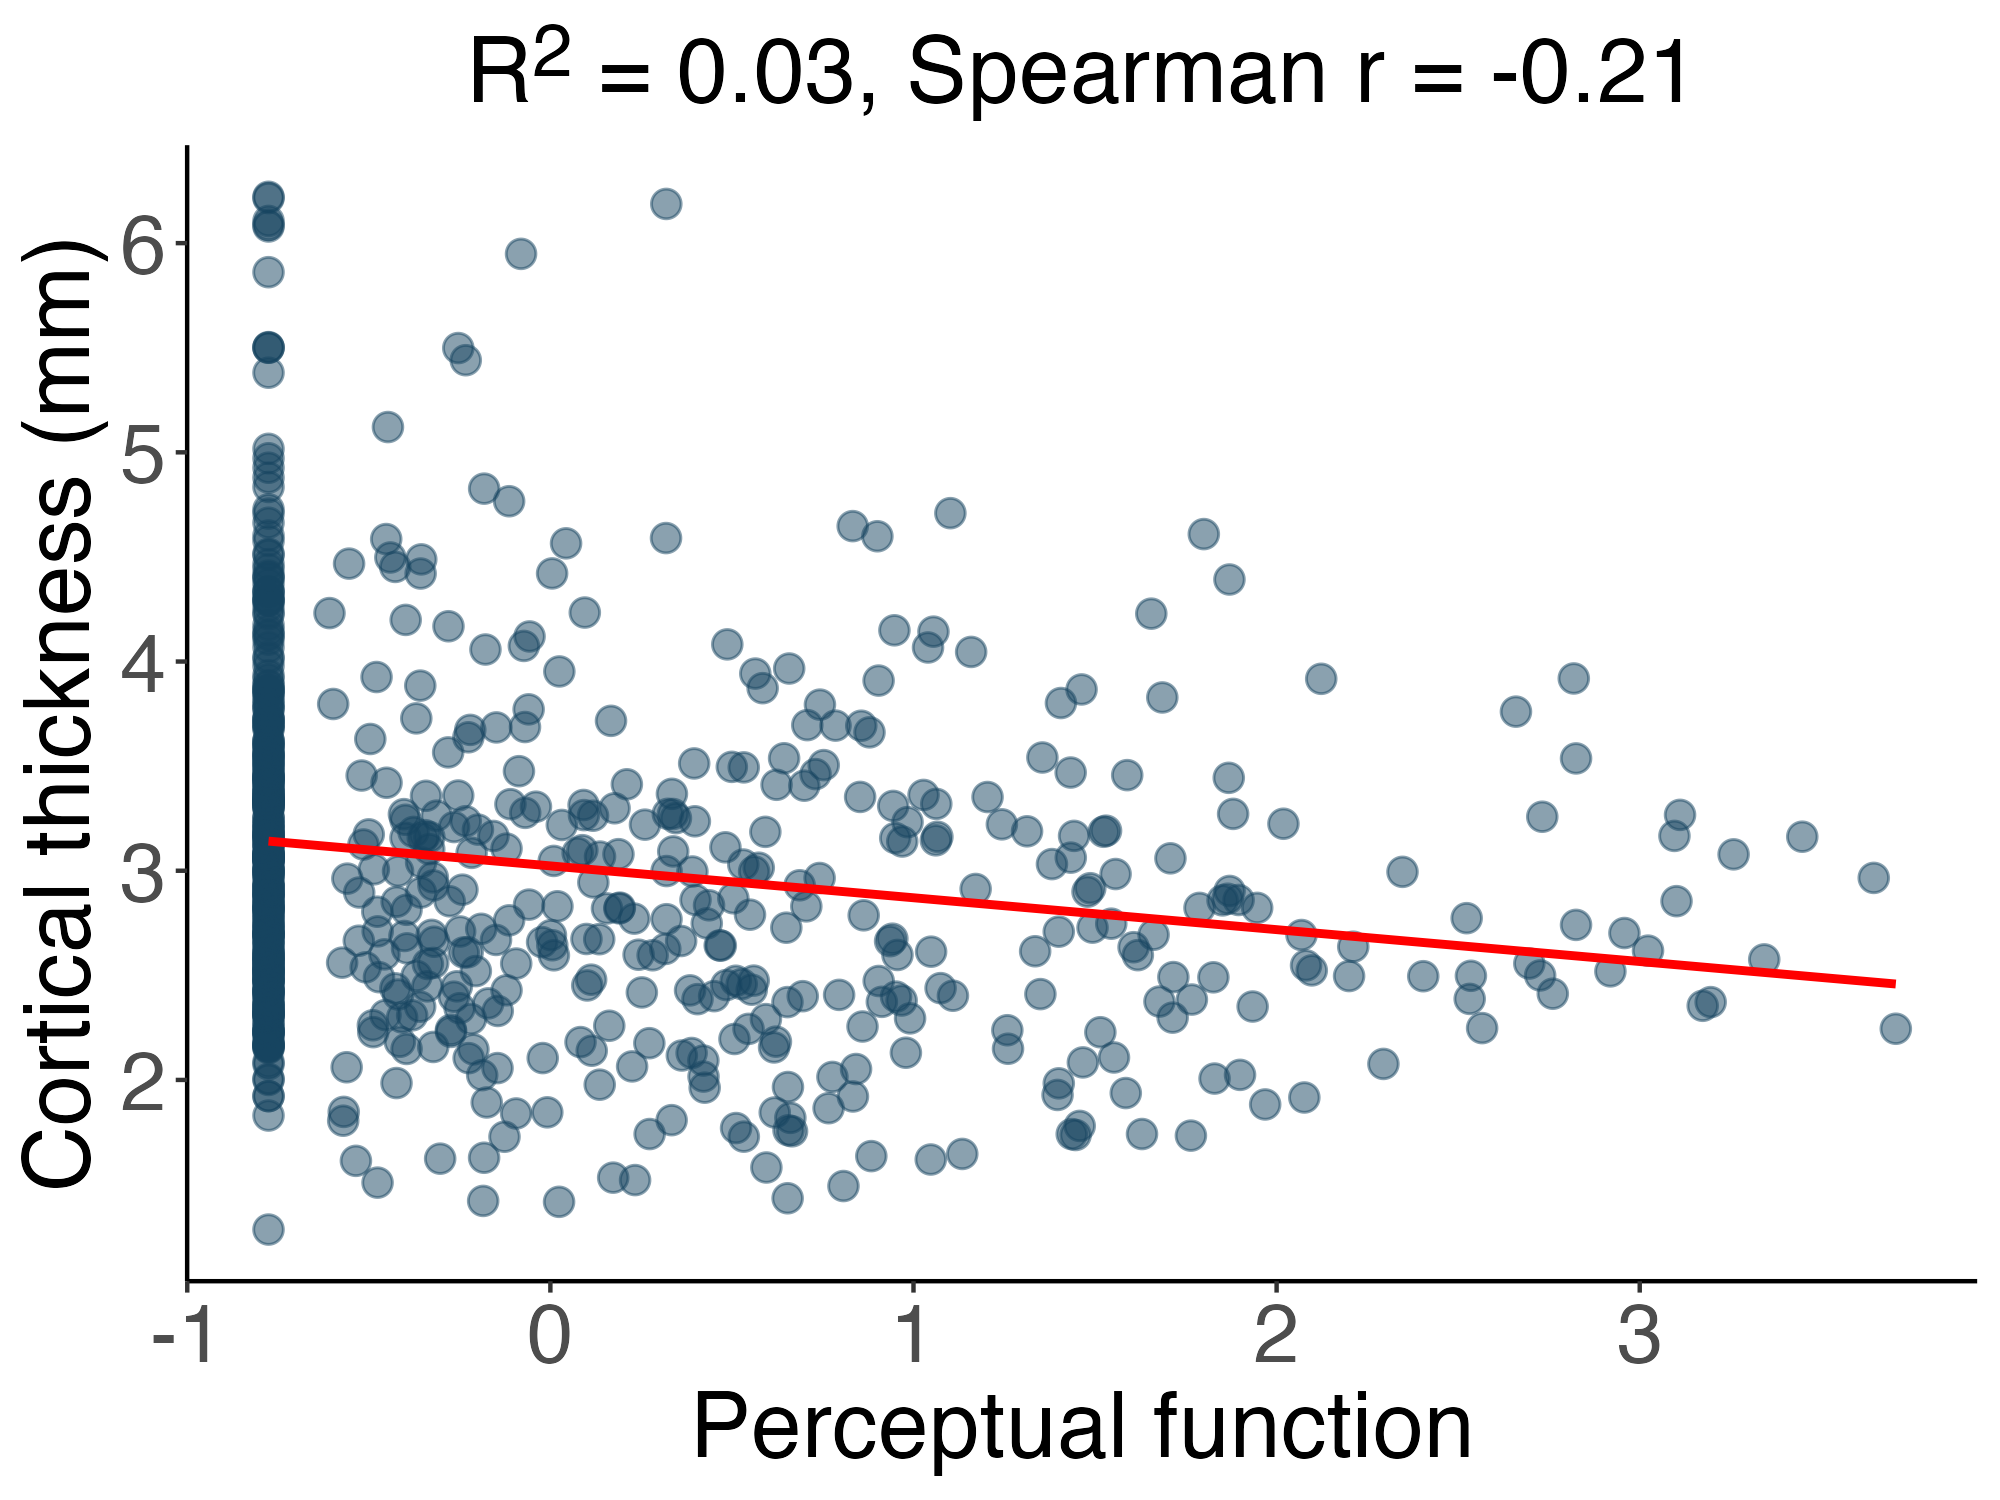 R² = 0.03, Spearman r = -0.21
Cortical thickness (mm)
6
5
4
3
2
-1 0 1 2 3
Perceptual function